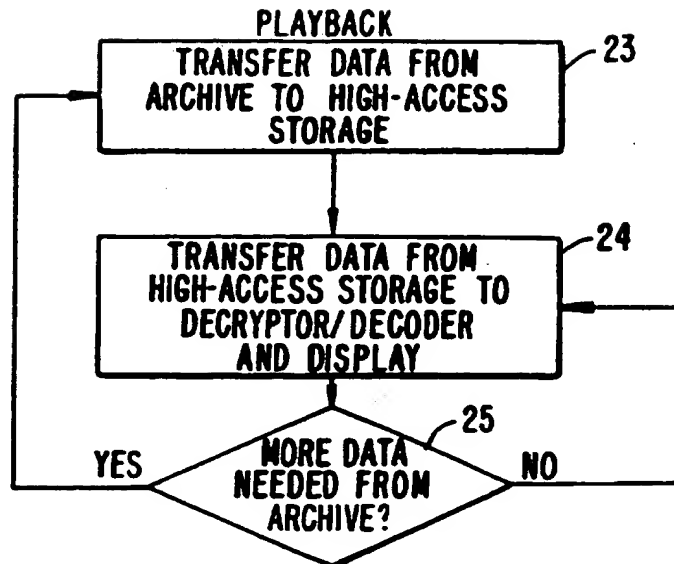 PLAYBACK
23
TRANSFER DATA FROM
ARCHIVE TO HIGH-ACCESS
STORAGE
24
TRANSFER DATA FROM
HIGH-ACCESS STORAGE TO
DECRYPTOR/DECODER
AND DISPLAY
25
YES
MORE DATA
NEEDED FROM
ARCHIVE?
NO